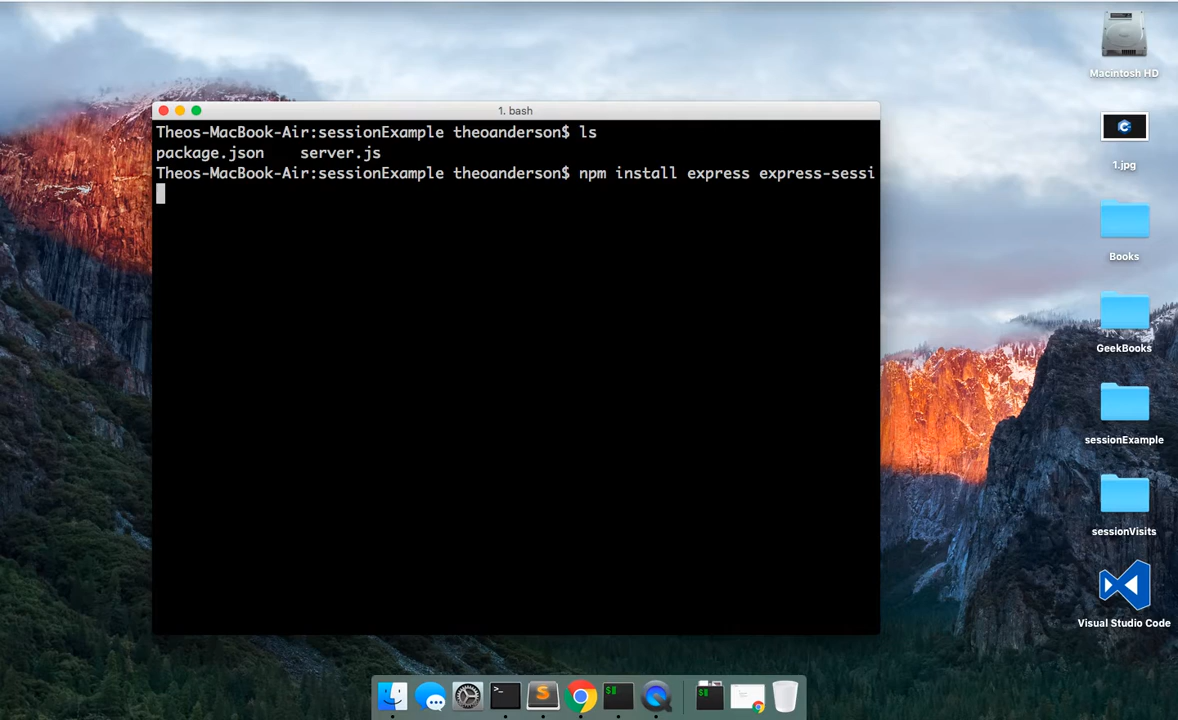 1. bash
Theos-MacBook-Air:sessionExample theoanderson$ ls
package.json    server.js
Theos-MacBook-Air:sessionExample theoanderson$ npm install express express-sessi
Macintosh HD
1.jpg
Books
GeekBooks
sessionExample
sessionVisits
Visual Studio Code